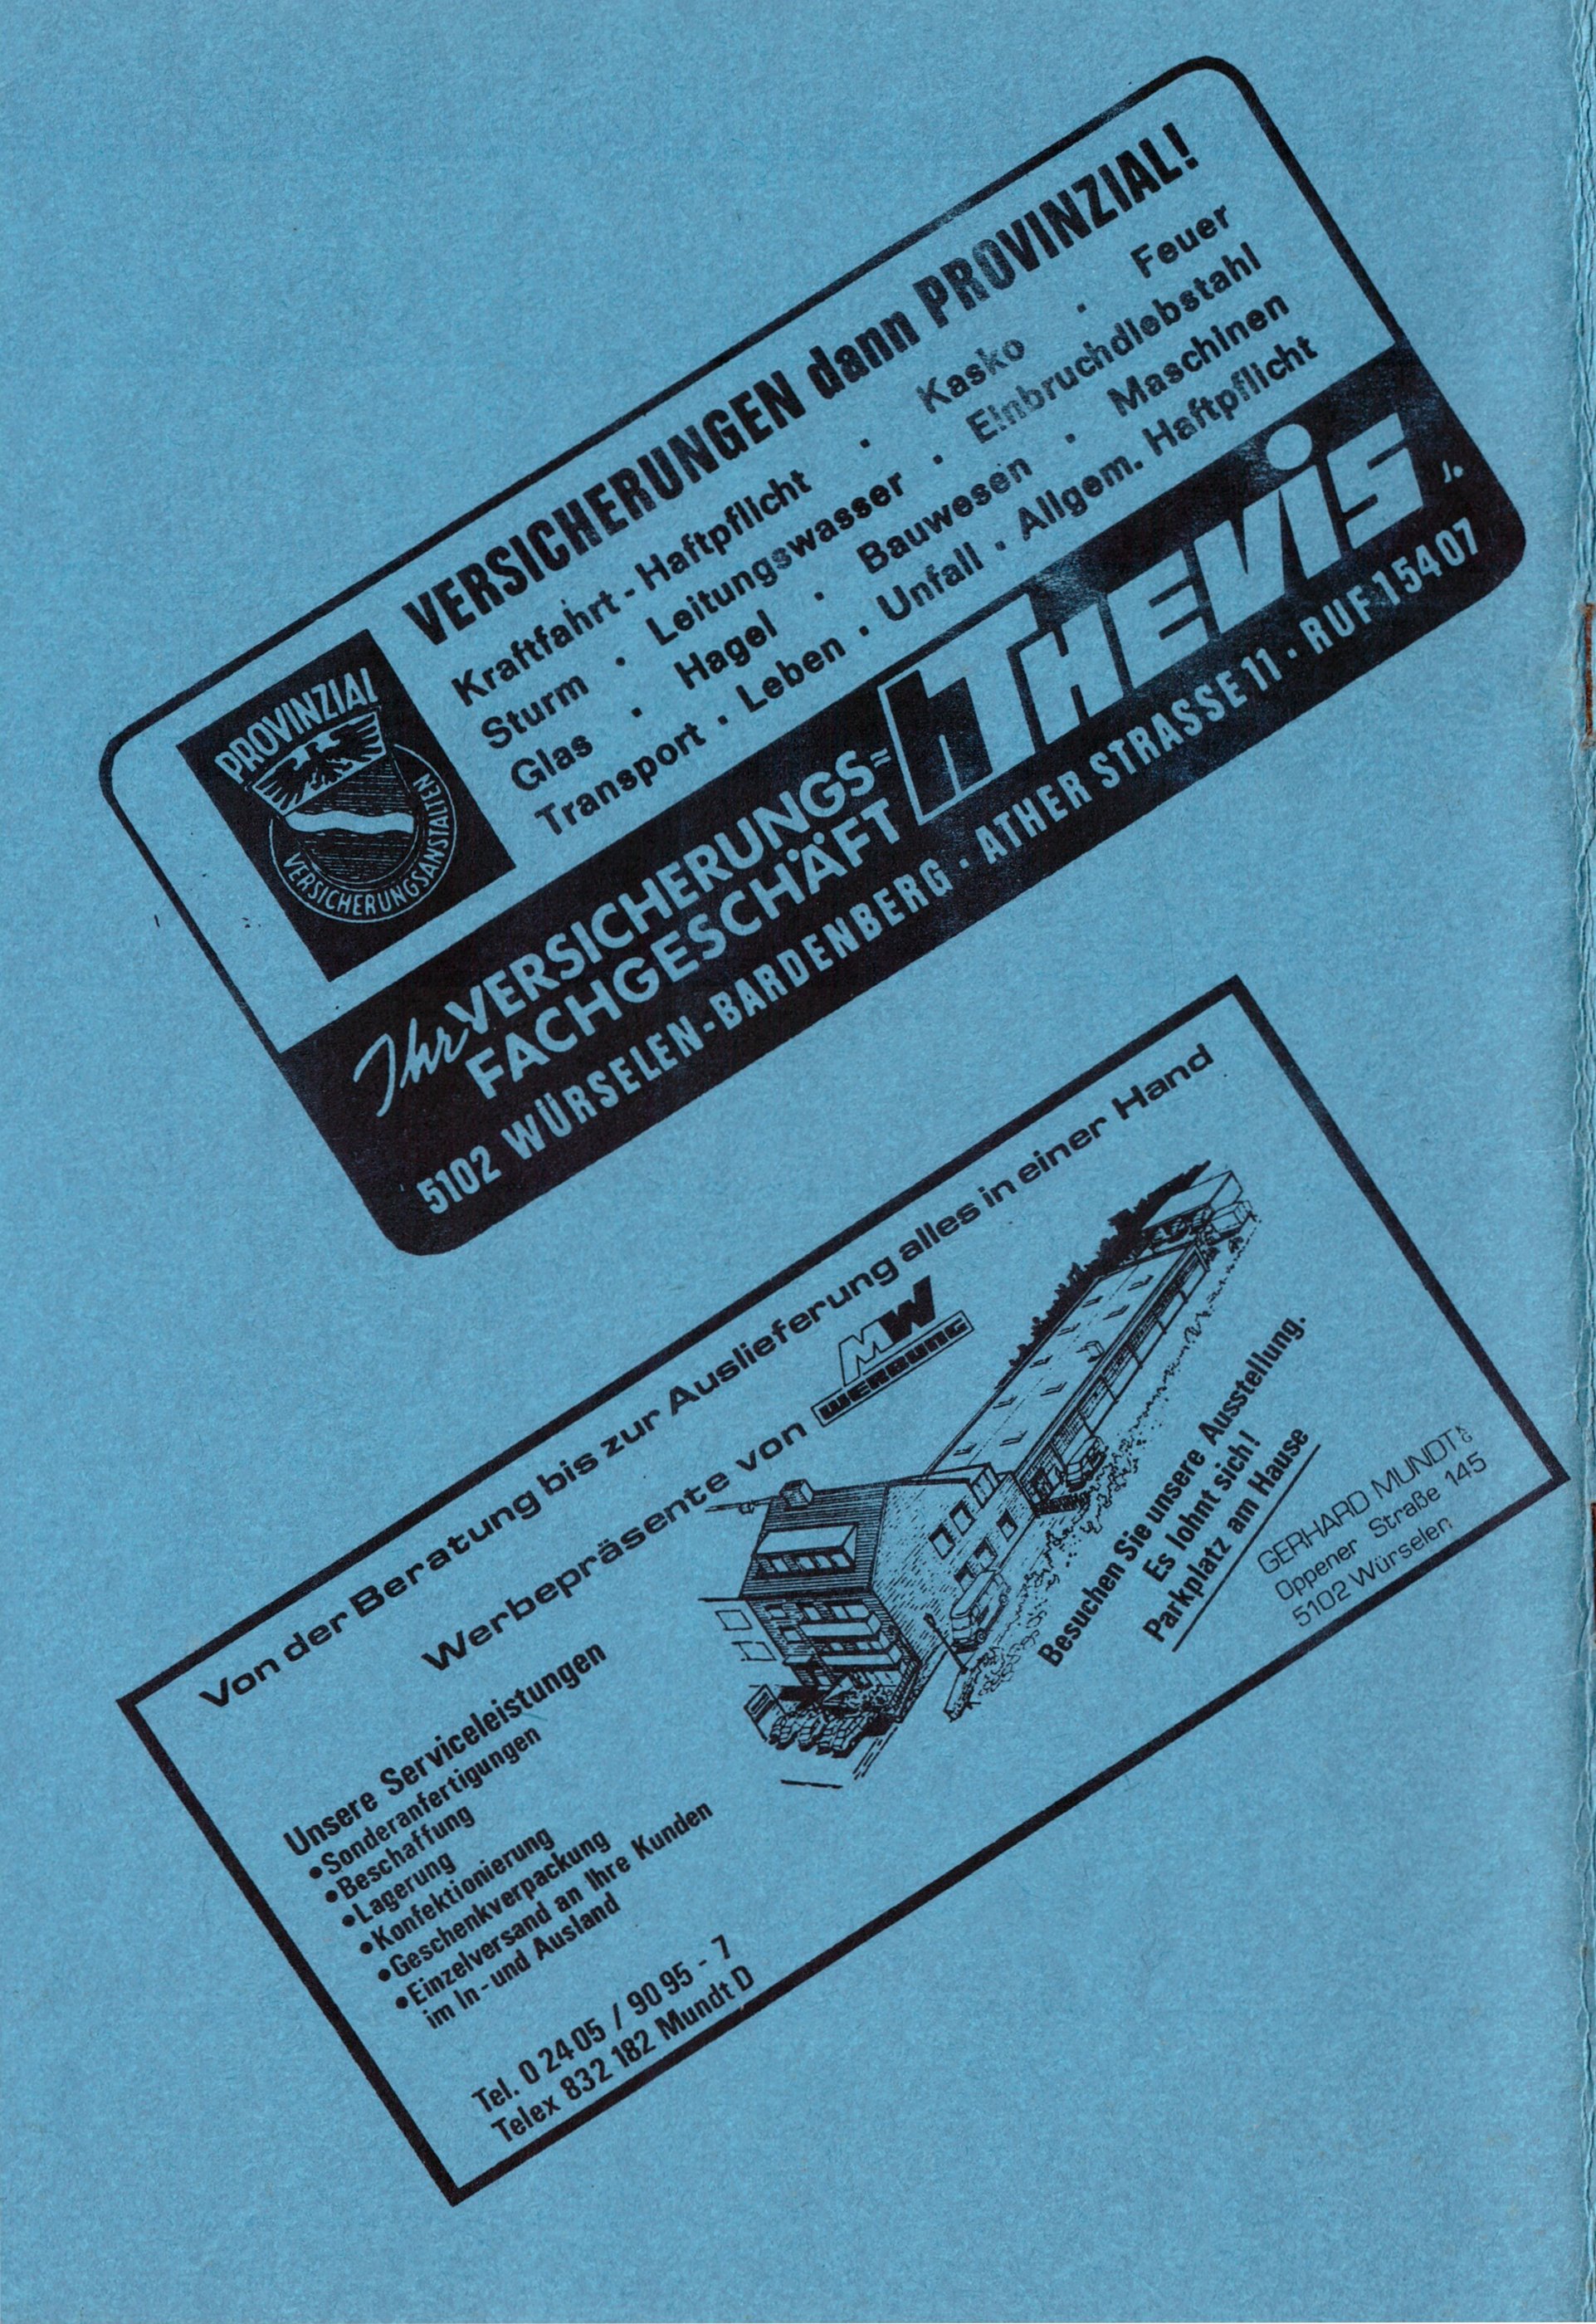 VERSICHERUNGEN dann PROVINZIAL!
PROVINZIAL
VERSICHERUNGSANSTALTEN
Kraftfahrt-Haftpflicht · Kasko · Feuer
Sturm · Leitungswasser · Einbruchdiebstahl
Glas · Hagel · Bauwesen · Maschinen
Transport · Leben · Unfall · Allgem. Haftpflicht
Ihr VERSICHERUNGS=
FACHGESCHÄFT
THEVIS jr.
5102 WÜRSELEN-BARDENBERG · ATHER STRASSE 11 · RUF 15407
Von der Beratung bis zur Auslieferung alles in einer Hand
Werbepräsente von MW
WERBUNG
Unsere Serviceleistungen
•Sonderanfertigungen
•Beschaffung
•Lagerung
•Konfektionierung
•Geschenkverpackung
•Einzelversand an Ihre Kunden
im In-und Ausland
Tel. 0 2405 / 9095 - 7
Telex 832 182 Mundt D
Besuchen Sie unsere Ausstellung.
Es lohnt sich!
Parkplatz am Hause
GERHARD MUNDT KG
Oppener Straße 145
5102 Würselen